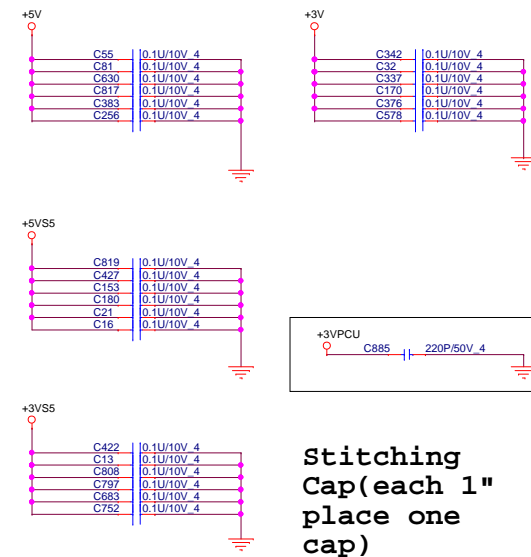 +5V
C55 0.1U/10V_4
C81 0.1U/10V_4
C630 0.1U/10V_4
C817 0.1U/10V_4
C383 0.1U/10V_4
C256 0.1U/10V_4
+3V
C342 0.1U/10V_4
C32 0.1U/10V_4
C337 0.1U/10V_4
C170 0.1U/10V_4
C376 0.1U/10V_4
C578 0.1U/10V_4
+5VS5
C819 0.1U/10V_4
C427 0.1U/10V_4
C153 0.1U/10V_4
C180 0.1U/10V_4
C21 0.1U/10V_4
C16 0.1U/10V_4
+3VPCU
C885 220P/50V_4
+3VS5
C422 0.1U/10V_4
C13 0.1U/10V_4
C808 0.1U/10V_4
C797 0.1U/10V_4
C683 0.1U/10V_4
C752 0.1U/10V_4
Stitching
Cap(each 1"
place one
cap)